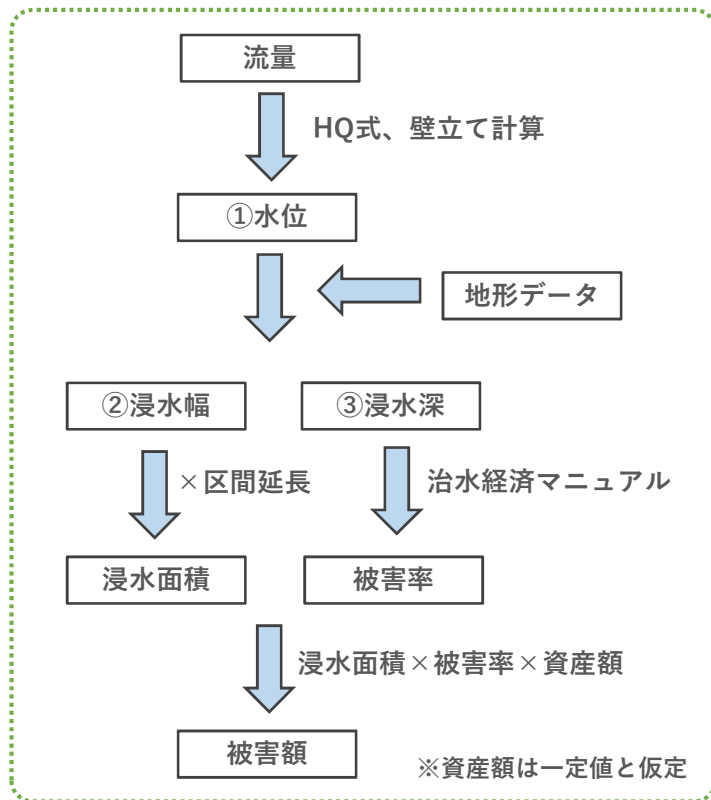 流量
HQ式、壁立て計算
①水位
地形データ
②浸水幅
③浸水深
×区間延長
治水経済マニュアル
浸水面積
被害率
浸水面積×被害率×資産額
被害額
※資産額は一定値と仮定